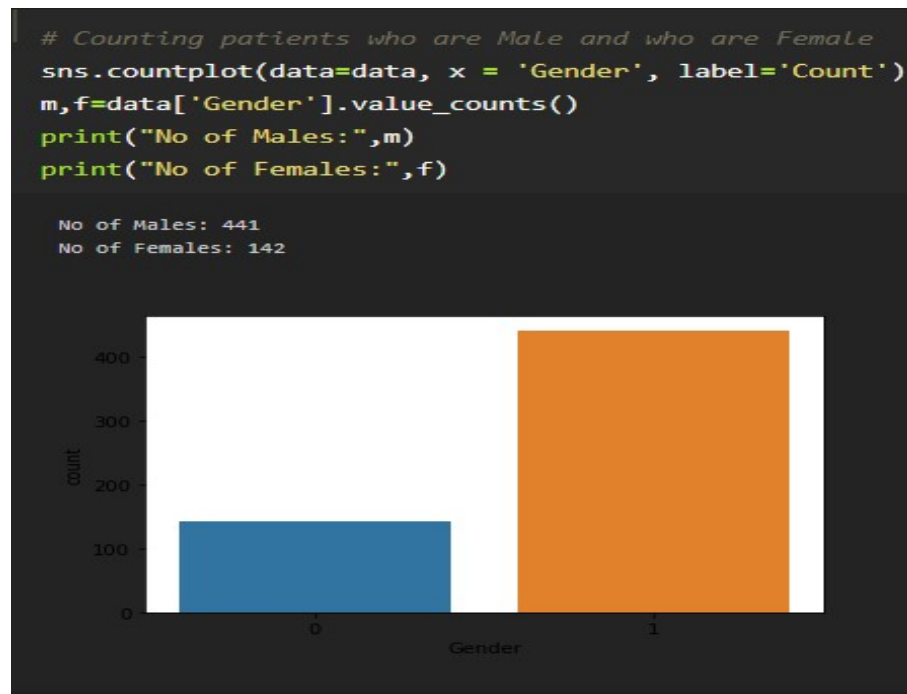 # Counting patients who are Male and who are Female
sns.countplot(data=data, x = 'Gender', label='Count')
m,f=data['Gender'].value_counts()
print("No of Males:",m)
print("No of Females:",f)
No of Males: 441
No of Females: 142
400
300
200
100
0
count
0 1
Gender